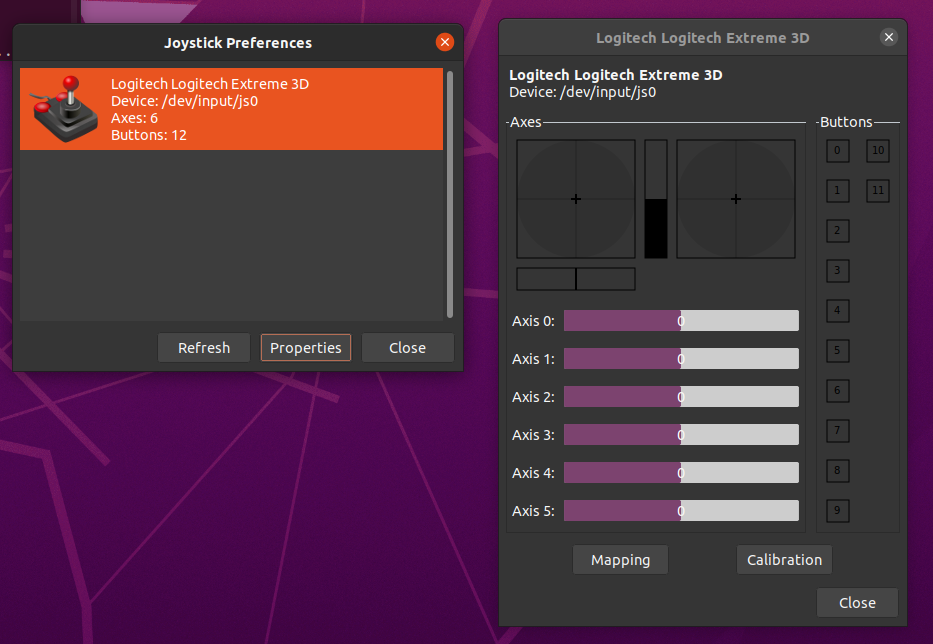 Joystick Preferences
Logitech Logitech Extreme 3D
Device: /dev/input/js0
Axes: 6
Buttons: 12
Refresh
Properties
Close
Logitech Logitech Extreme 3D
Logitech Logitech Extreme 3D
Device: /dev/input/js0
Axes
Axis 0: 0
Axis 1: 0
Axis 2: 0
Axis 3: 0
Axis 4: 0
Axis 5: 0
Buttons
0 10
1 11
2
3
4
5
6
7
8
9
Mapping
Calibration
Close